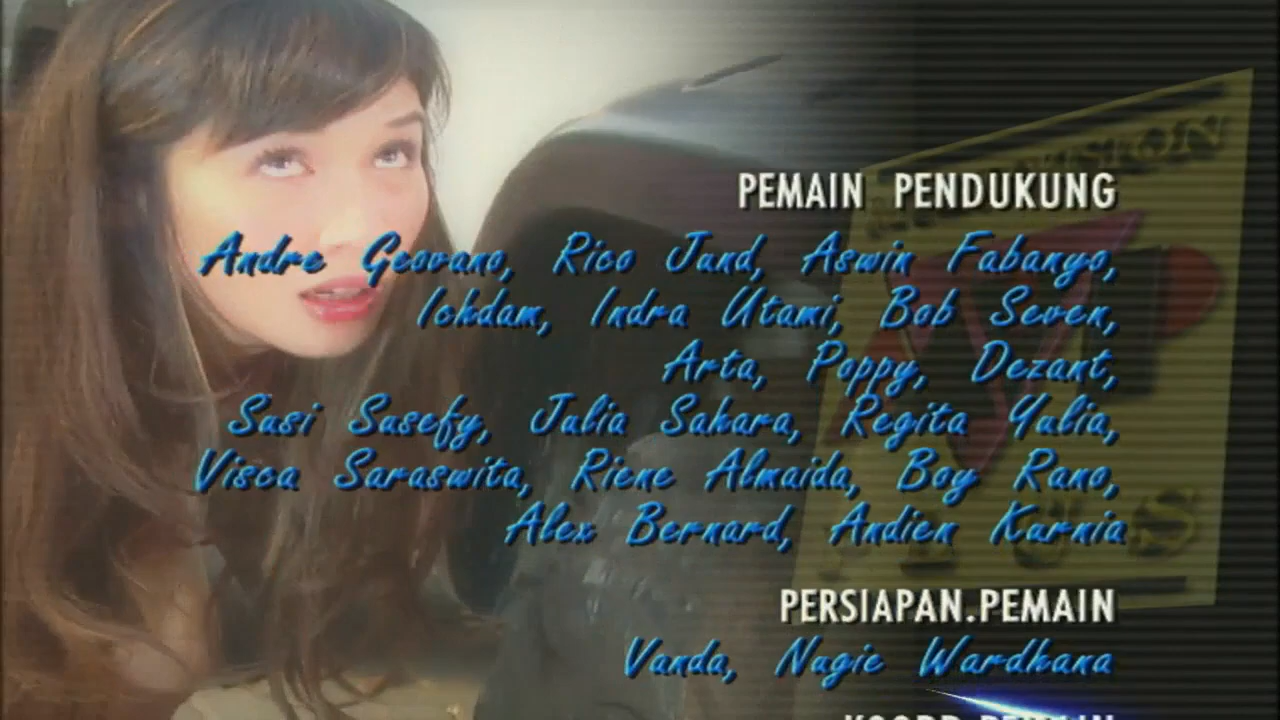 PEMAIN PENDUKUNG
Andre Geovano, Rico Jund, Aswin Fabanyo,
Ichdam, Indra Utami, Bob Seven,
Arta, Poppy, Dezant,
Susi Susefy, Julia Sahara, Regita Yulia,
Visca Saraswita, Riene Almaida, Boy Rano,
Alex Bernard, Andien Kurnia
PERSIAPAN.PEMAIN
Vanda, Nugie Wardhana